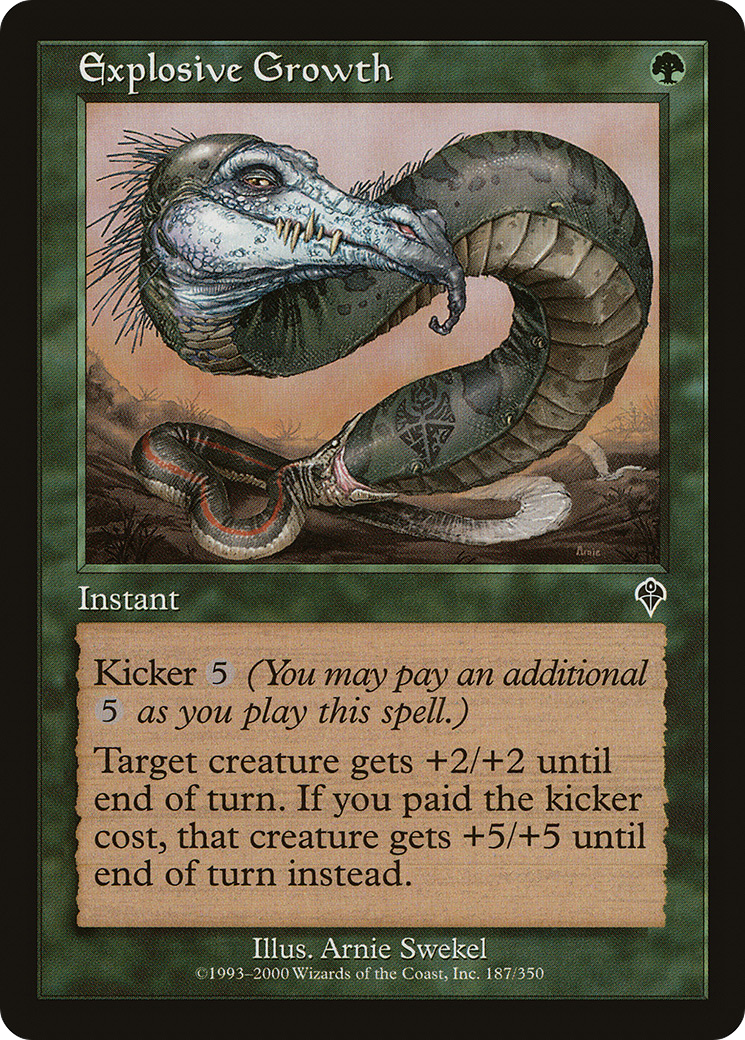 Explosive Growth
Arnie
Instant
Kicker 5 (You may pay an additional
5 as you play this spell.)
Target creature gets +2/+2 until
end of turn. If you paid the kicker
cost, that creature gets +5/+5 until
end of turn instead.
Illus. Arnie Swekel
©1993–2000 Wizards of the Coast, Inc. 187/350